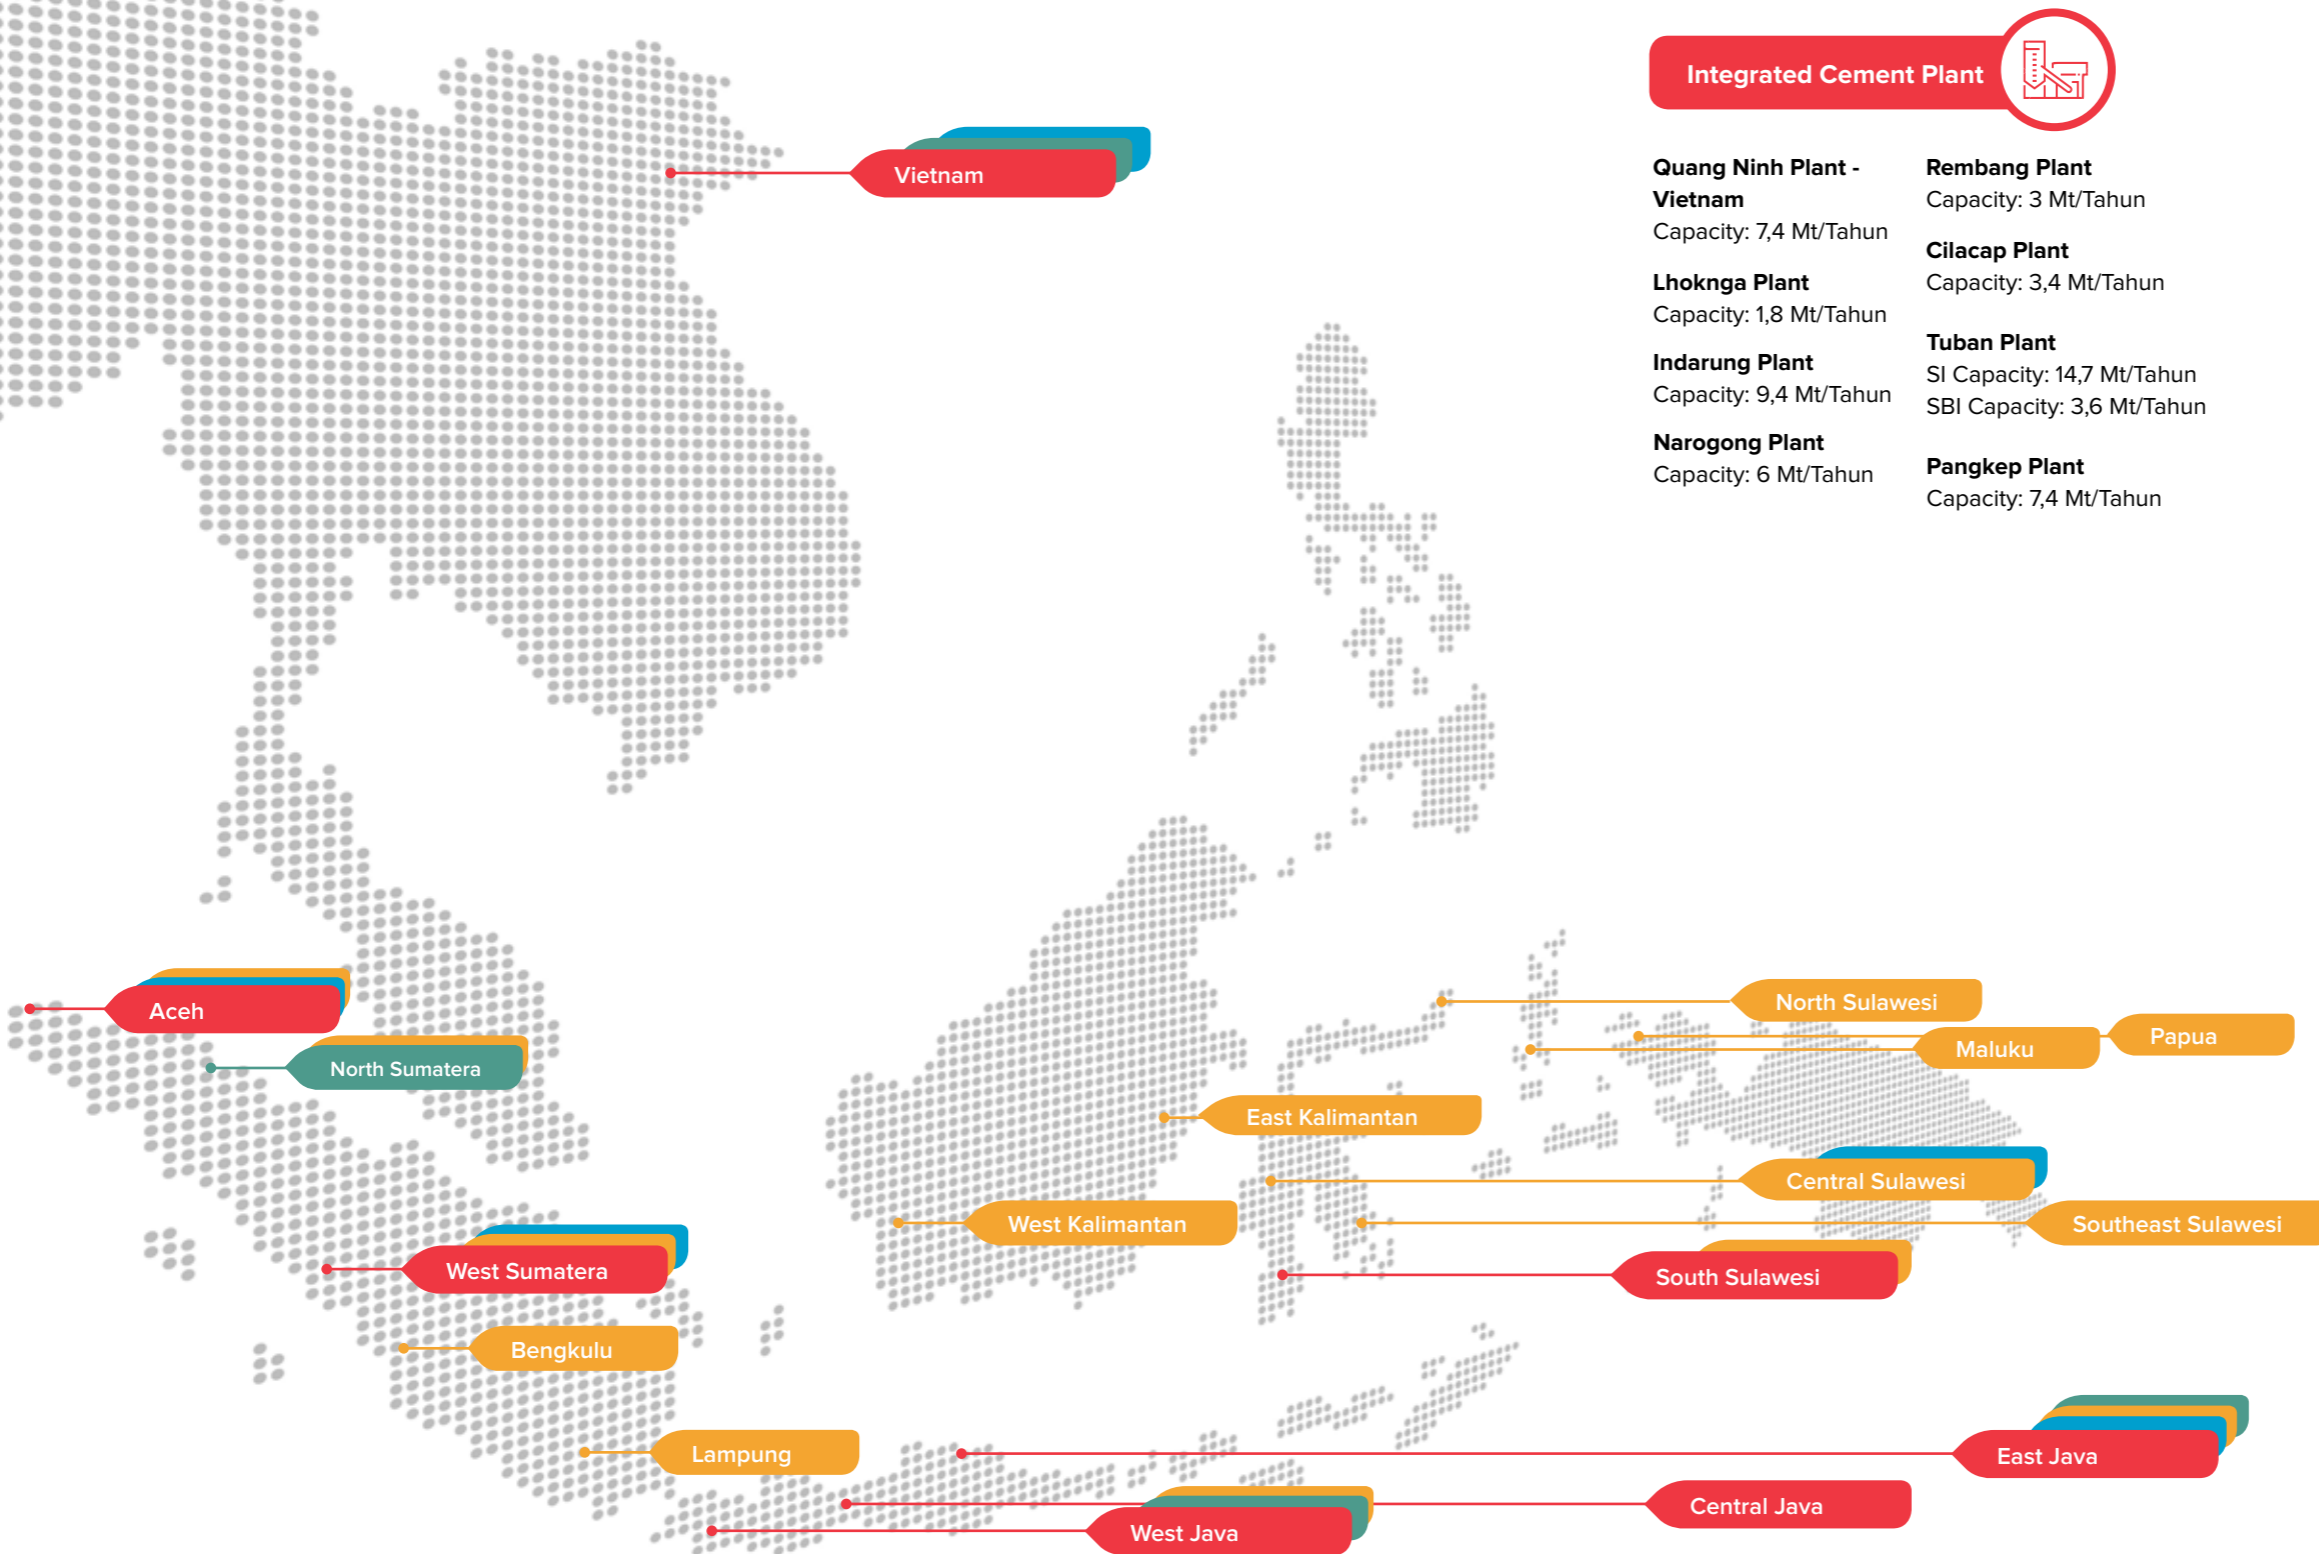 Integrated Cement Plant
Quang Ninh Plant -
Vietnam
Capacity: 7,4 Mt/Tahun
Lhoknga Plant
Capacity: 1,8 Mt/Tahun
Indarung Plant
Capacity: 9,4 Mt/Tahun
Narogong Plant
Capacity: 6 Mt/Tahun
Rembang Plant
Capacity: 3 Mt/Tahun
Cilacap Plant
Capacity: 3,4 Mt/Tahun
Tuban Plant
SI Capacity: 14,7 Mt/Tahun
SBI Capacity: 3,6 Mt/Tahun
Pangkep Plant
Capacity: 7,4 Mt/Tahun
Vietnam
Aceh
North Sumatera
North Sulawesi
Papua
Maluku
East Kalimantan
Central Sulawesi
West Kalimantan
Southeast Sulawesi
West Sumatera
South Sulawesi
Bengkulu
Lampung
East Java
Central Java
West Java